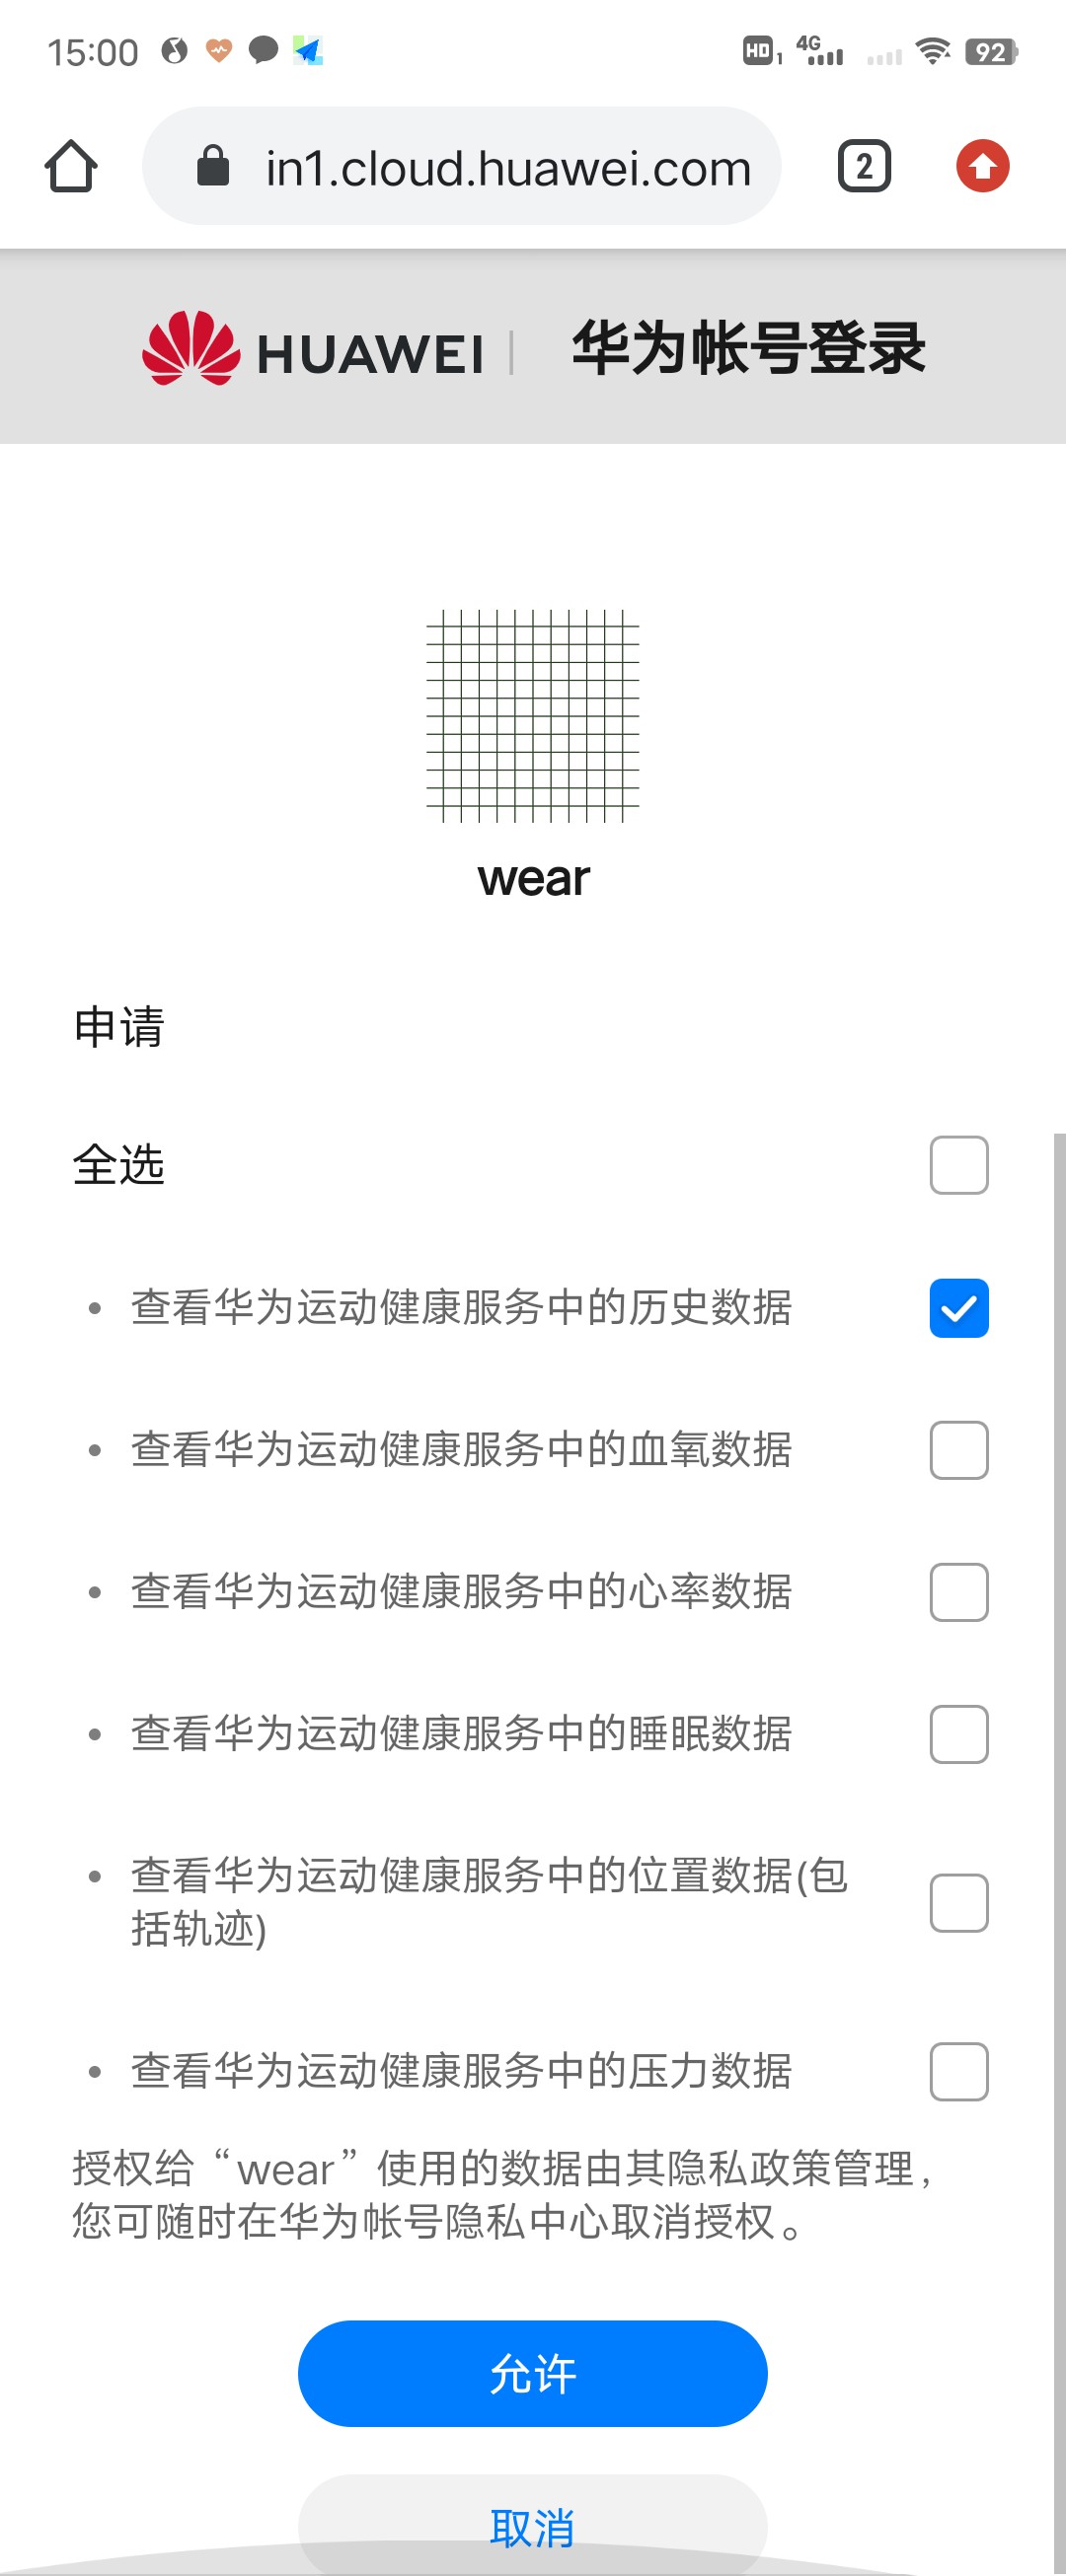 15:00
HD 1 4G 92
in1.cloud.huawei.com
2
HUAWEI | 华为帐号登录
wear
申请
全选
• 查看华为运动健康服务中的历史数据
• 查看华为运动健康服务中的血氧数据
• 查看华为运动健康服务中的心率数据
• 查看华为运动健康服务中的睡眠数据
• 查看华为运动健康服务中的位置数据(包
括轨迹)
• 查看华为运动健康服务中的压力数据
授权给“wear”使用的数据由其隐私政策管理，
您可随时在华为帐号隐私中心取消授权。
允许
取消